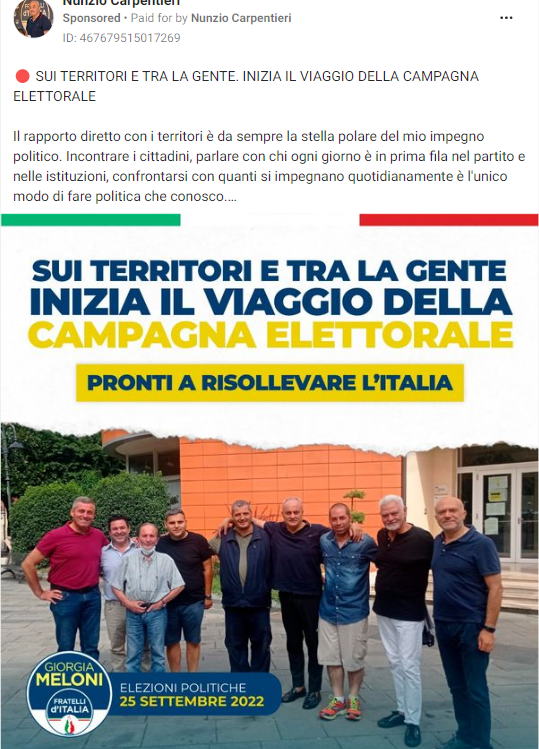 Nunzio Carpentieri
Sponsored • Paid for by Nunzio Carpentieri
ID: 467679515017269
🔴 SUI TERRITORI E TRA LA GENTE. INIZIA IL VIAGGIO DELLA CAMPAGNA
ELETTORALE
Il rapporto diretto con i territori è da sempre la stella polare del mio impegno
politico. Incontrare i cittadini, parlare con chi ogni giorno è in prima fila nel partito e
nelle istituzioni, confrontarsi con quanti si impegnano quotidianamente è l'unico
modo di fare politica che conosco....
SUI TERRITORI E TRA LA GENTE
INIZIA IL VIAGGIO DELLA
CAMPAGNA ELETTORALE
PRONTI A RISOLLEVARE L'ITALIA
GIORGIA
MELONI
FRATELLI
d'ITALIA
ELEZIONI POLITICHE
25 SETTEMBRE 2022